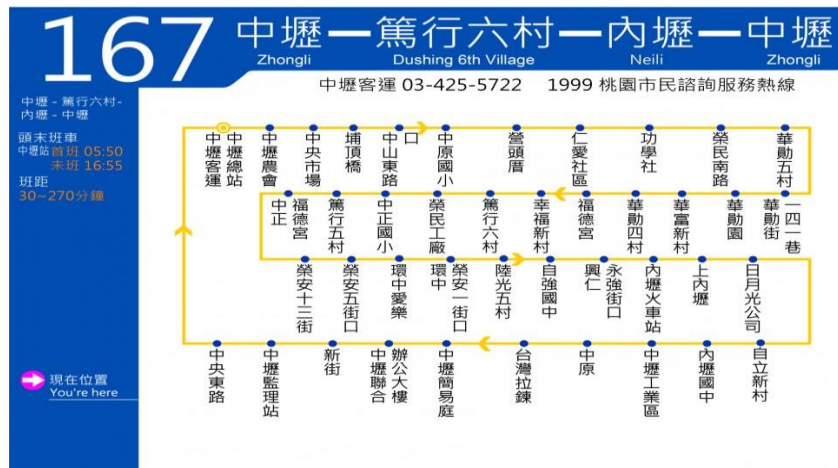 167
中壢—篤行六村—內壢—中壢
Zhongli Dushing 6th Village Neili Zhongli
中壢客運 03-425-5722 1999 桃園市民諮詢服務熱線
中壢 - 篤行六村-
內壢 - 中壢
頭末班車
中壢站 首班 05:50
末班 16:55
班距
30~270分鐘
現在位置
You're here
中壢客運
中壢總站
中壢農會
中央市場
埔頂橋
中山東路
口
中原國小
營頭厝
仁愛社區
功學社
榮民南路
華勛五村
中正
福德宮
篤行五村
中正國小
榮民工廠
篤行六村
幸福新村
福德宮
華勛四村
華富新村
華勛園
華勛街
一四一巷
榮安十三街
榮安五街口
環中愛樂
環中
榮安一街口
陸光五村
自強國中
興仁
永強街口
內壢火車站
上內壢
日月光公司
中央東路
中壢監理站
新街
中壢聯合
辦公大樓
中壢簡易庭
台灣拉鍊
中原
中壢工業區
內壢國中
自立新村